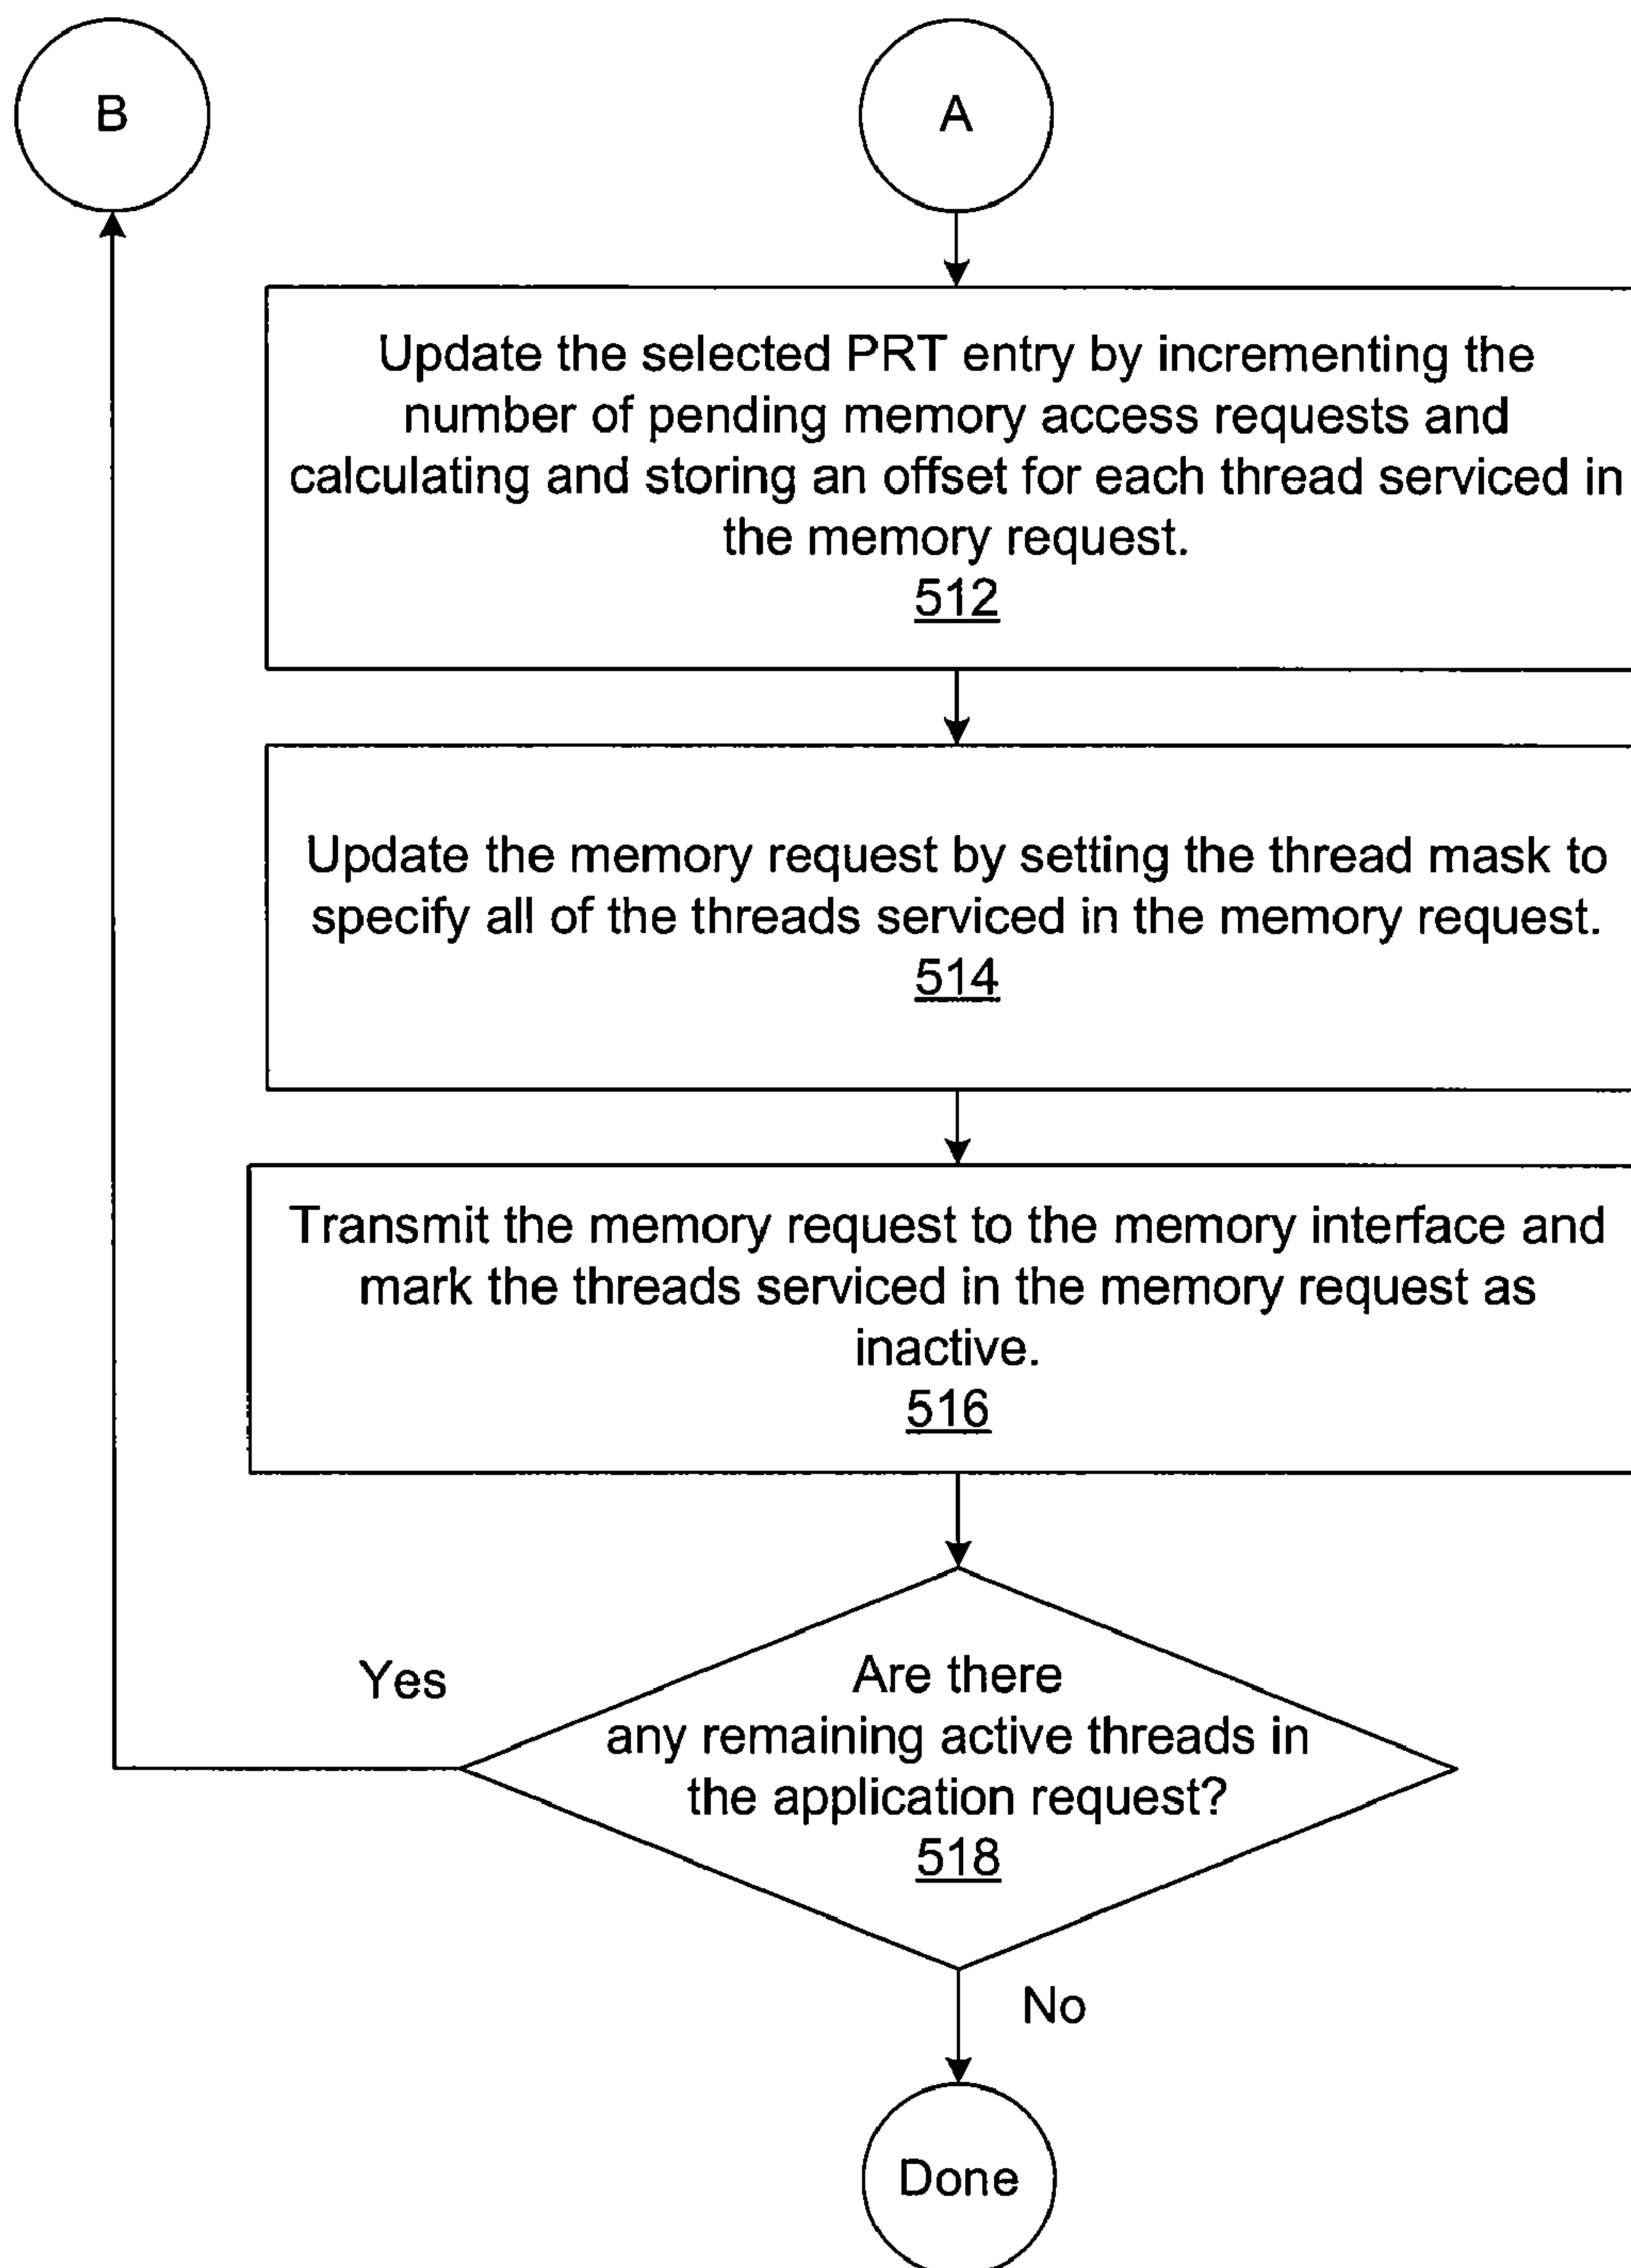 B
A
Update the selected PRT entry by incrementing the
number of pending memory access requests and
calculating and storing an offset for each thread serviced in
the memory request.
512
Update the memory request by setting the thread mask to
specify all of the threads serviced in the memory request.
514
Transmit the memory request to the memory interface and
mark the threads serviced in the memory request as
inactive.
516
Are there
any remaining active threads in
the application request?
518
Yes
No
Done